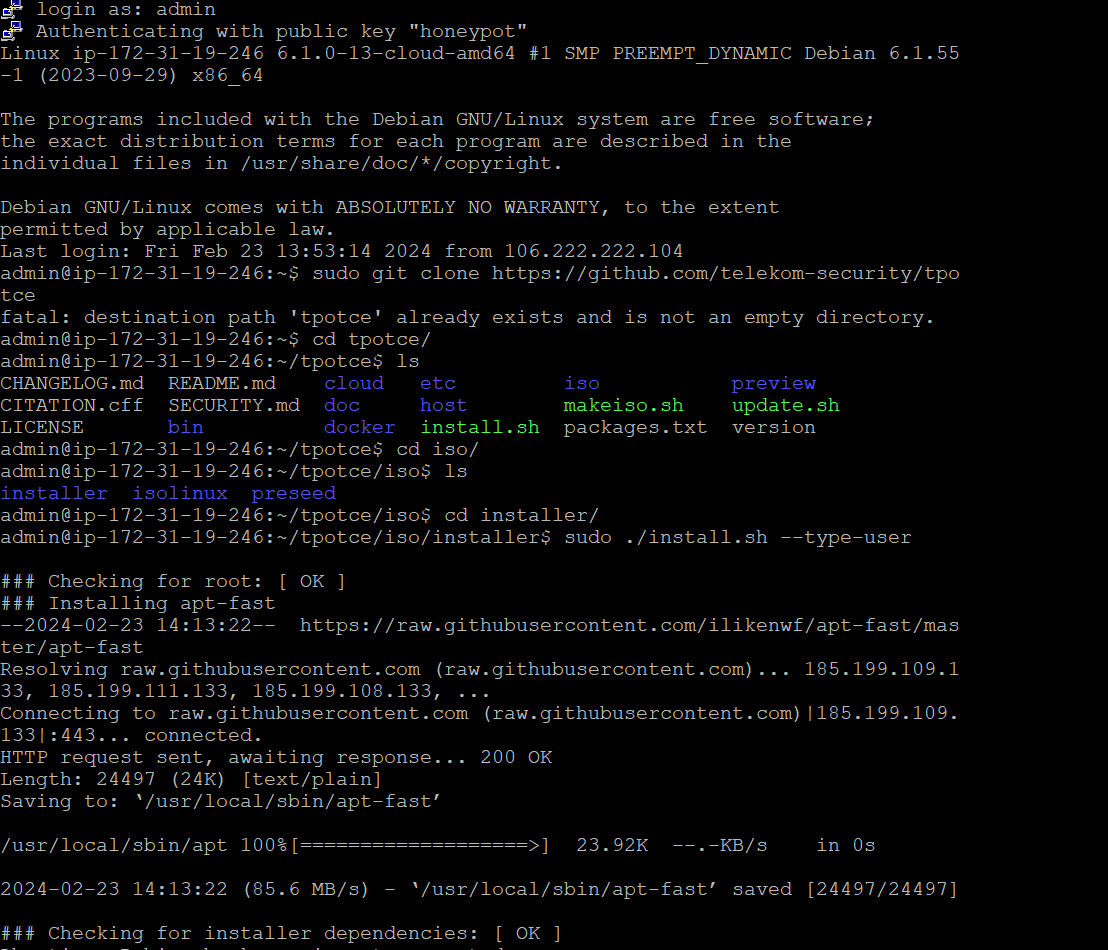 login as: admin
Authenticating with public key "honeypot"
Linux ip-172-31-19-246 6.1.0-13-cloud-amd64 #1 SMP PREEMPT_DYNAMIC Debian 6.1.55
-1 (2023-09-29) x86_64
The programs included with the Debian GNU/Linux system are free software;
the exact distribution terms for each program are described in the
individual files in /usr/share/doc/*/copyright.
Debian GNU/Linux comes with ABSOLUTELY NO WARRANTY, to the extent
permitted by applicable law.
Last login: Fri Feb 23 13:53:14 2024 from 106.222.222.104
admin@ip-172-31-19-246:~$ sudo git clone https://github.com/telekom-security/tpo
tce
fatal: destination path 'tpotce' already exists and is not an empty directory.
admin@ip-172-31-19-246:~$ cd tpotce/
admin@ip-172-31-19-246:~/tpotce$ ls
CHANGELOG.md  README.md    cloud   etc         iso         preview
CITATION.cff  SECURITY.md  doc     host        makeiso.sh    update.sh
LICENSE       bin          docker  install.sh  packages.txt  version
admin@ip-172-31-19-246:~/tpotce$ cd iso/
admin@ip-172-31-19-246:~/tpotce/iso$ ls
installer  isolinux  preseed
admin@ip-172-31-19-246:~/tpotce/iso$ cd installer/
admin@ip-172-31-19-246:~/tpotce/iso/installer$ sudo ./install.sh --type-user
### Checking for root: [ OK ]
### Installing apt-fast
--2024-02-23 14:13:22--  https://raw.githubusercontent.com/ilikenwf/apt-fast/mas
ter/apt-fast
Resolving raw.githubusercontent.com (raw.githubusercontent.com)... 185.199.109.1
33, 185.199.111.133, 185.199.108.133, ...
Connecting to raw.githubusercontent.com (raw.githubusercontent.com)|185.199.109.
133|:443... connected.
HTTP request sent, awaiting response... 200 OK
Length: 24497 (24K) [text/plain]
Saving to: ‘/usr/local/sbin/apt-fast’
/usr/local/sbin/apt 100%[===================>]  23.92K  --.-KB/s    in 0s
2024-02-23 14:13:22 (85.6 MB/s) - ‘/usr/local/sbin/apt-fast’ saved [24497/24497]
### Checking for installer dependencies: [ OK ]